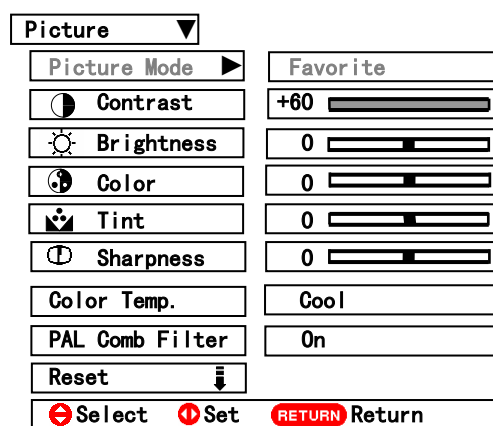 Picture ▼
Picture Mode ▶ Favorite
Contrast +60
Brightness 0
Color 0
Tint 0
Sharpness 0
Color Temp. Cool
PAL Comb Filter On
Reset
Select Set RETURN Return